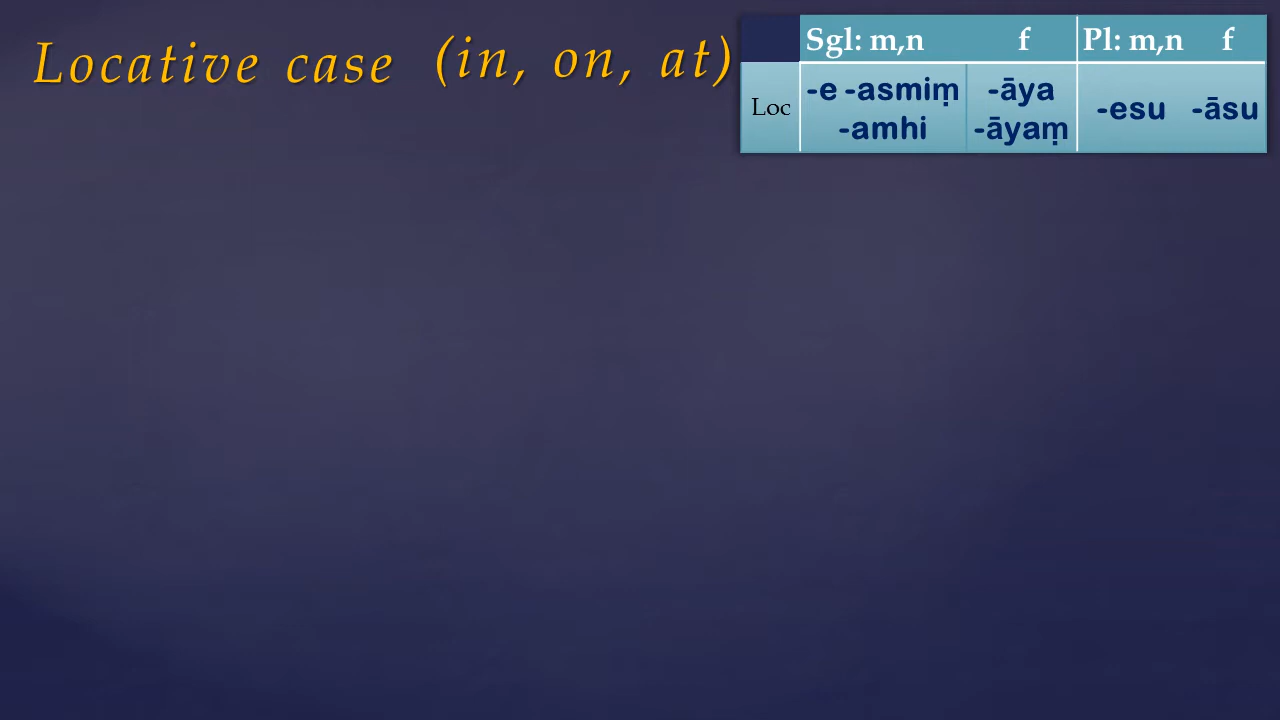 Locative case (in, on, at)
Sgl: m,n f Pl: m,n f
Loc -e -asmiṃ -āya -esu -āsu
-amhi -āyaṃ